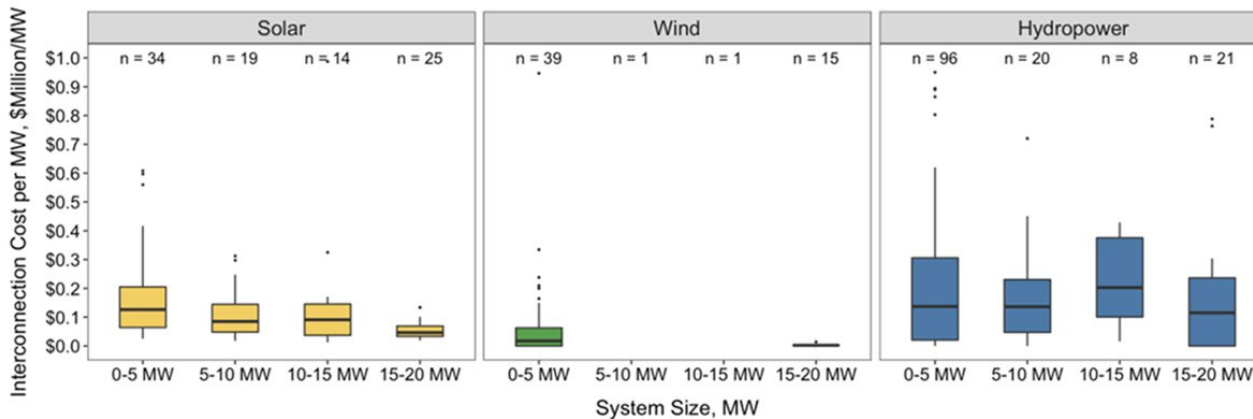 Solar Wind Hydropower
n = 34 n = 19 n = 14 n = 25 n = 39 n = 1 n = 1 n = 15 n = 96 n = 20 n = 8 n = 21
Interconnection Cost per MW, $Million/MW
$1.0
$0.9
$0.8
$0.7
$0.6
$0.5
$0.4
$0.3
$0.2
$0.1
$0.0
0-5 MW 5-10 MW 10-15 MW 15-20 MW 0-5 MW 5-10 MW 10-15 MW 15-20 MW 0-5 MW 5-10 MW 10-15 MW 15-20 MW
System Size, MW